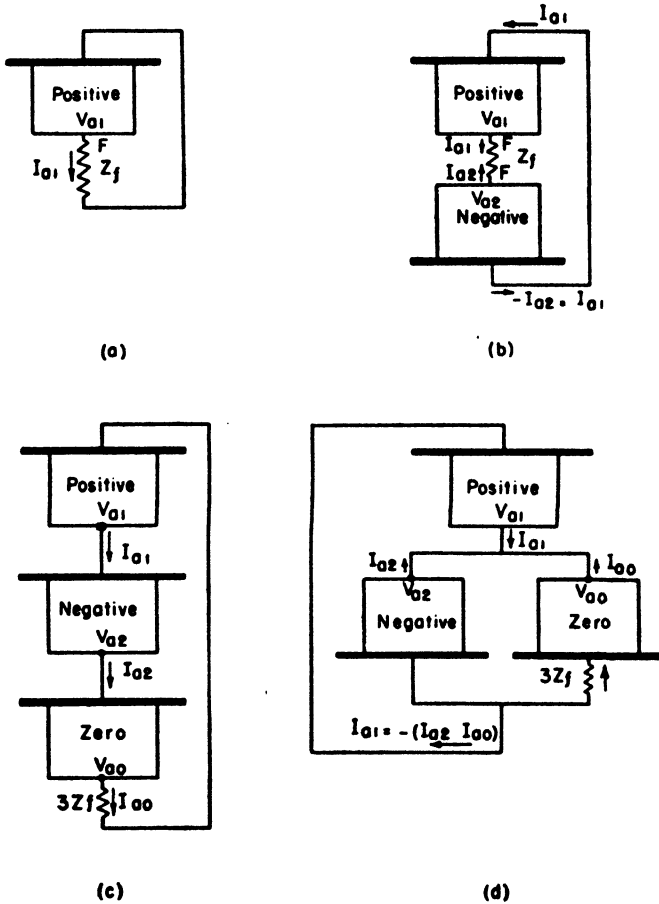 Positive
Va1
F
Ia1
Zf
(a)
Ia1
Positive
Va1
Ia1 F
Zf
Ia2 F
Va2
Negative
-Ia2 = Ia1
(b)
Positive
Va1
Ia1
Negative
Va2
Ia2
Zero
Va0
3Zf Ia0
(c)
Positive
Va1
Ia1
Ia2
Ia0
Va2
Negative
Va0
Zero
3Zf
Ia1 = -(Ia2 Ia0)
(d)